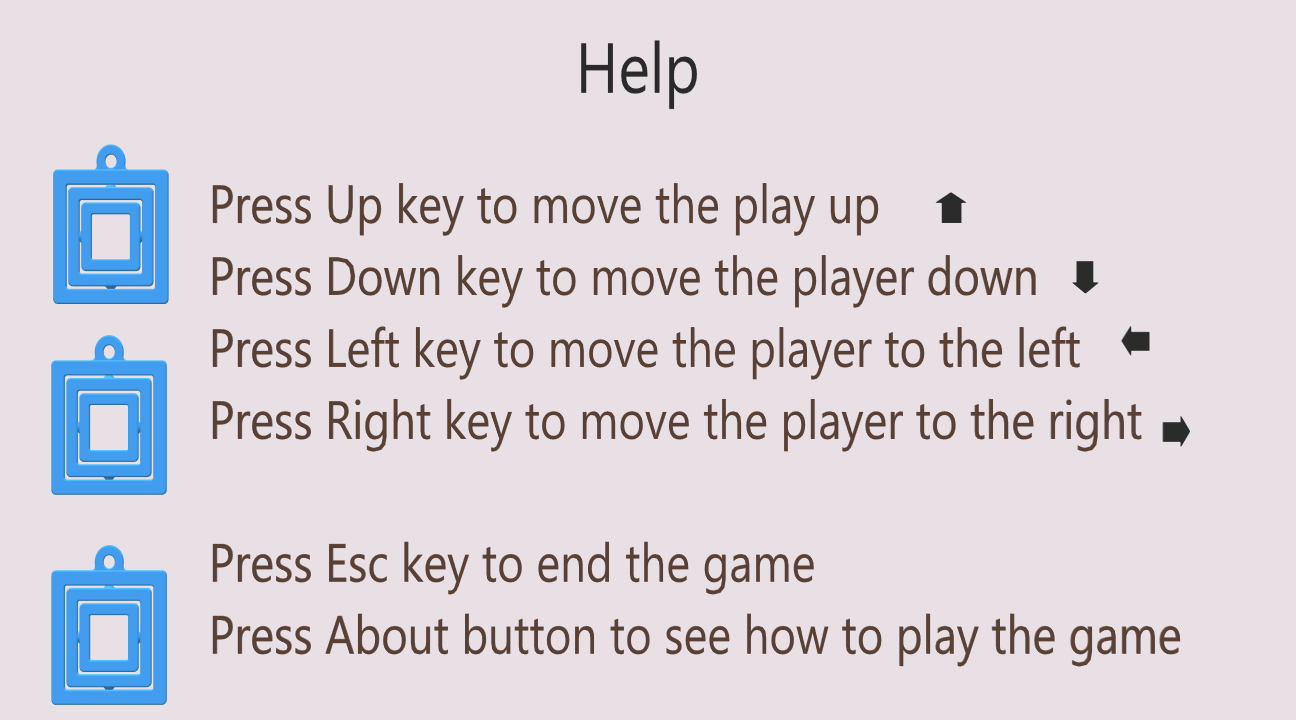 Help
Press Up key to move the play up
Press Down key to move the player down
Press Left key to move the player to the left
Press Right key to move the player to the right
Press Esc key to end the game
Press About button to see how to play the game